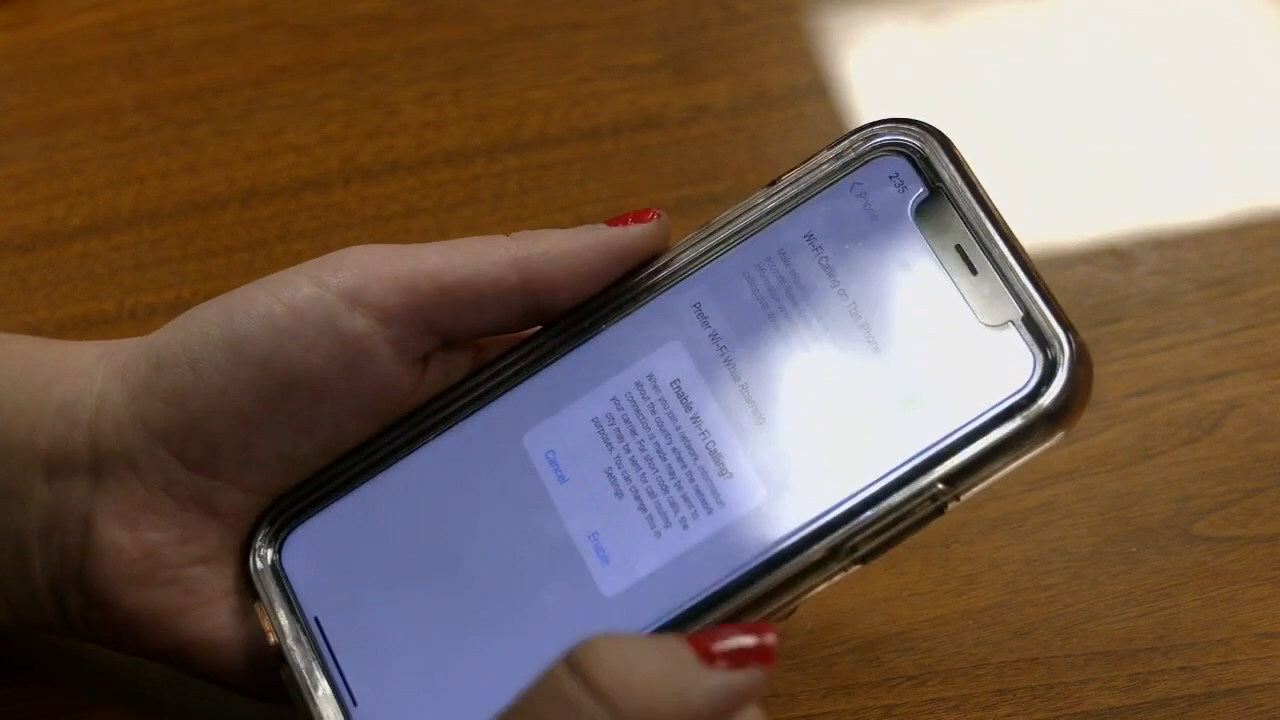 2:35
Phone
Wi-Fi Calling on This iPhone
Prefer Wi-Fi While Roaming
Enable Wi-Fi Calling?
When you join a network, information
about the country where the network
connection is made may be sent to
your carrier. For short code calls, the
city may be sent for call routing
purposes. You can change this in
Settings.
Cancel
Enable